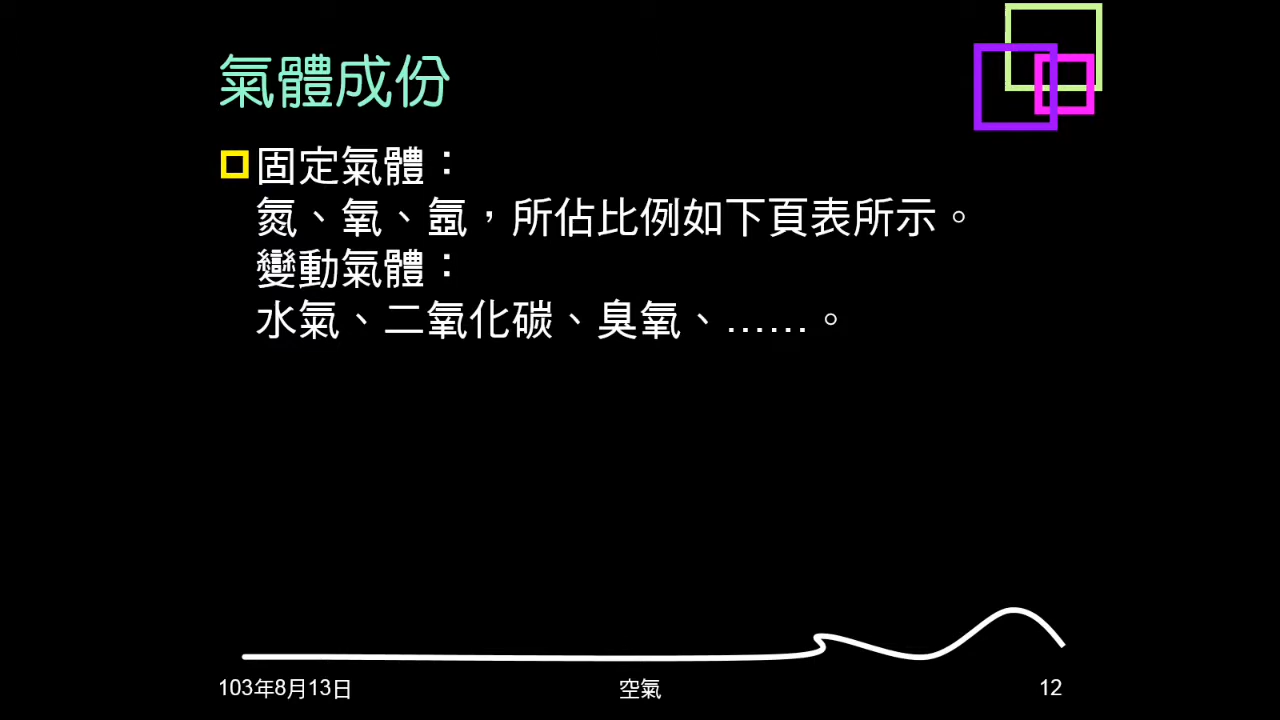 氣體成份
固定氣體：
氮、氧、氬，所佔比例如下頁表所示。
變動氣體：
水氣、二氧化碳、臭氧、……。
103年8月13日
空氣
12